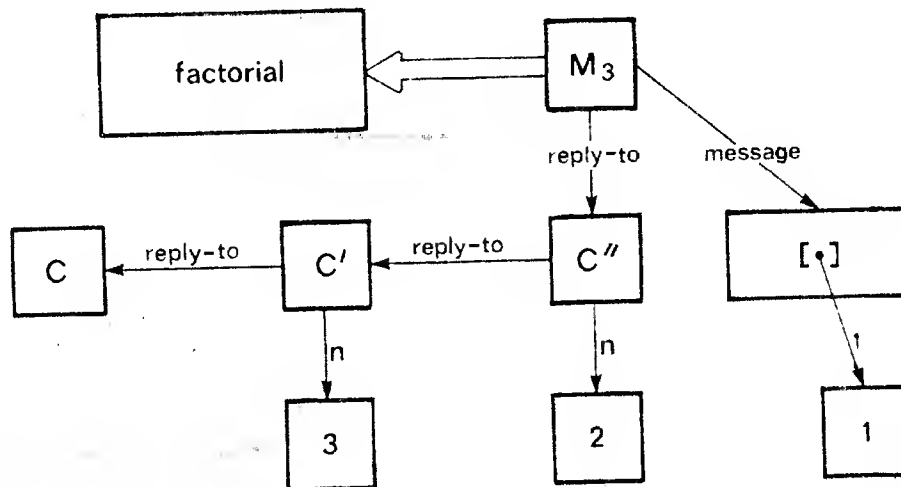 factorial
M₃
reply-to
message
C
reply-to
C′
reply-to
C″
[•]
n
n
1
3
2
1